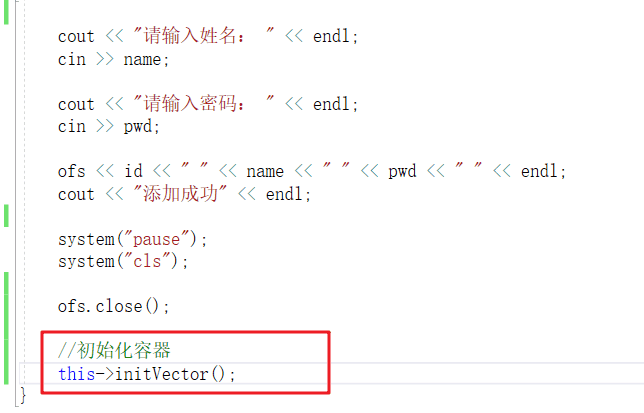 cout << "请输入姓名： " << endl;
cin >> name;
cout << "请输入密码： " << endl;
cin >> pwd;
ofs << id << " " << name << " " << pwd << " " << endl;
cout << "添加成功" << endl;
system("pause");
system("cls");
ofs.close();
//初始化容器
this->initVector();
}